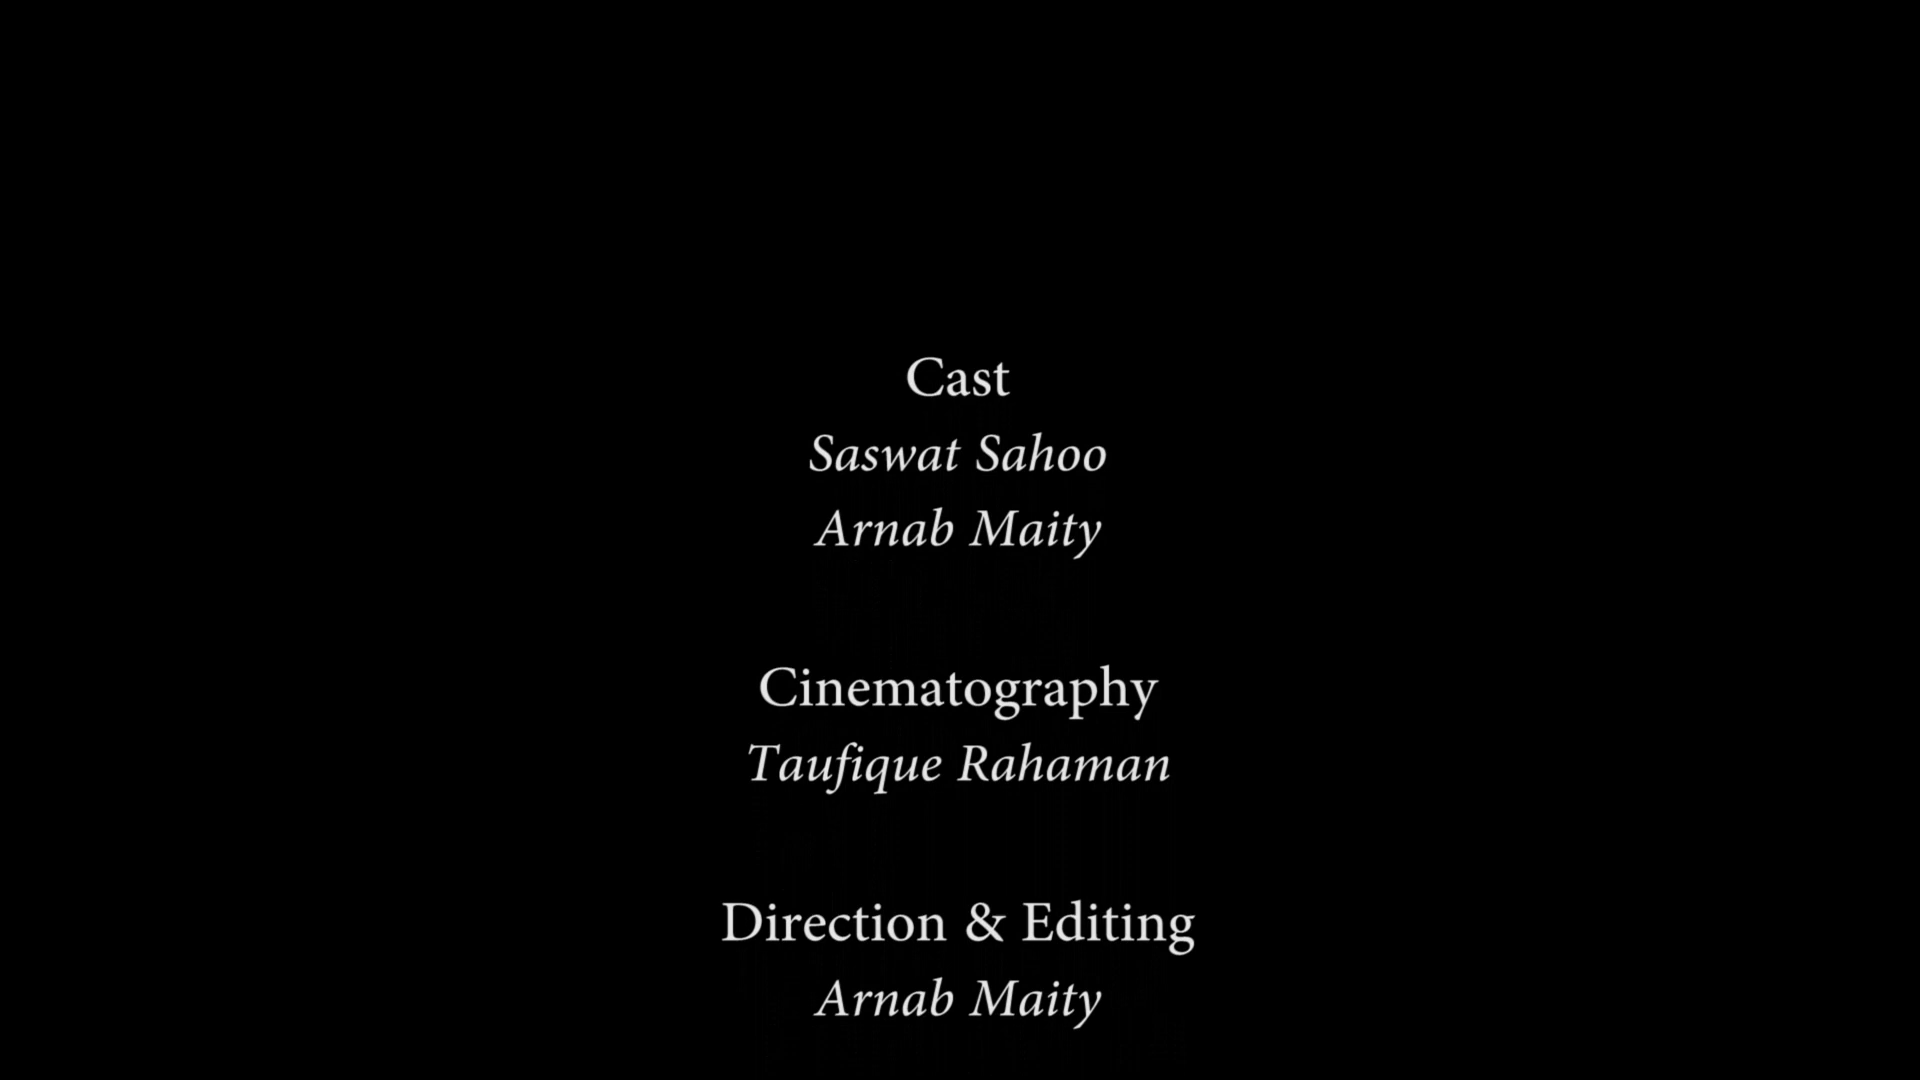 Cast
Saswat Sahoo
Arnab Maity
Cinematography
Taufique Rahaman
Direction & Editing
Arnab Maity